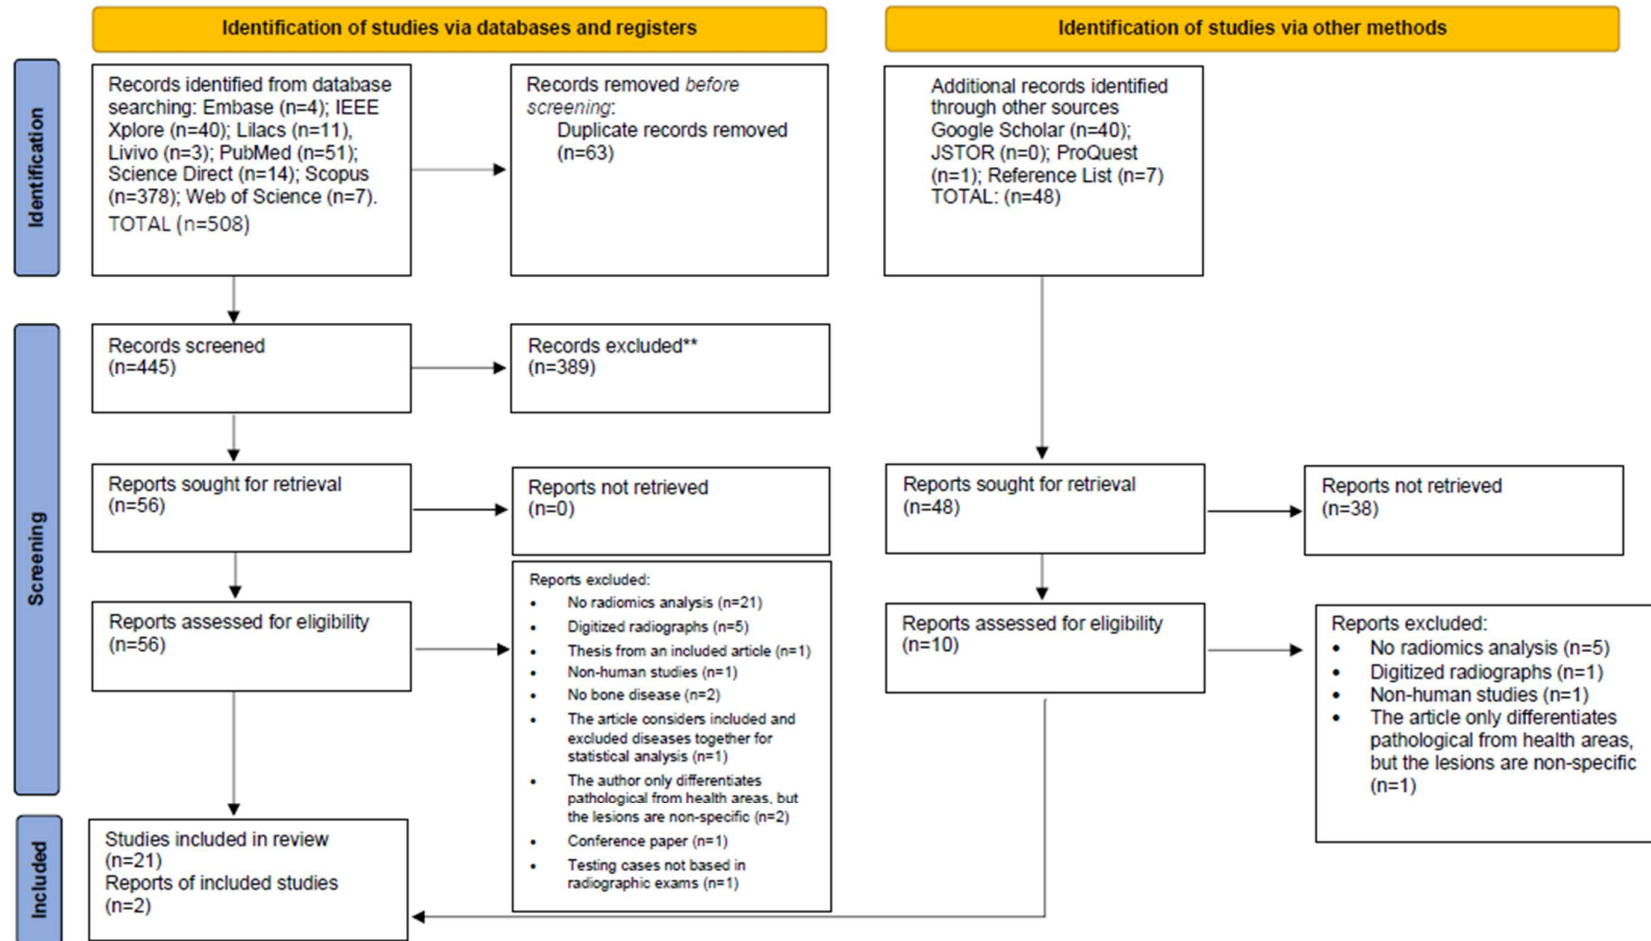 Identification of studies via databases and registers
Identification of studies via other methods
Identification
Records identified from database
searching: Embase (n=4); IEEE
Xplore (n=40); Lilacs (n=11),
Livivo (n=3); PubMed (n=51);
Science Direct (n=14); Scopus
(n=378); Web of Science (n=7).
TOTAL (n=508)
Records removed before
screening:
Duplicate records removed
(n=63)
Additional records identified
through other sources
Google Scholar (n=40);
JSTOR (n=0); ProQuest
(n=1); Reference List (n=7)
TOTAL: (n=48)
Screening
Records screened
(n=445)
Records excluded**
(n=389)
Reports sought for retrieval
(n=56)
Reports not retrieved
(n=0)
Reports sought for retrieval
(n=48)
Reports not retrieved
(n=38)
Reports assessed for eligibility
(n=56)
Reports excluded:
• No radiomics analysis (n=21)
• Digitized radiographs (n=5)
• Thesis from an included article (n=1)
• Non-human studies (n=1)
• No bone disease (n=2)
• The article considers included and
excluded diseases together for
statistical analysis (n=1)
• The author only differentiates
pathological from health areas, but
the lesions are non-specific (n=2)
• Conference paper (n=1)
• Testing cases not based in
radiographic exams (n=1)
Reports assessed for eligibility
(n=10)
Reports excluded:
• No radiomics analysis (n=5)
• Digitized radiographs (n=1)
• Non-human studies (n=1)
• The article only differentiates
pathological from health areas,
but the lesions are non-specific
(n=1)
Included
Studies included in review
(n=21)
Reports of included studies
(n=2)